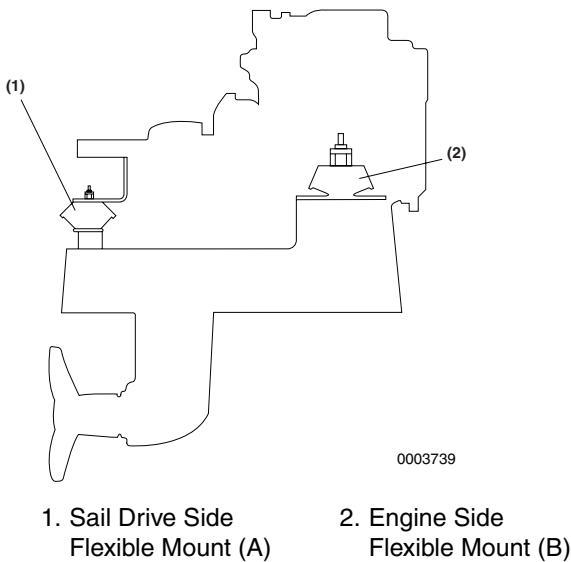 (1)
(2)
0003739
1. Sail Drive Side
Flexible Mount (A)
2. Engine Side
Flexible Mount (B)